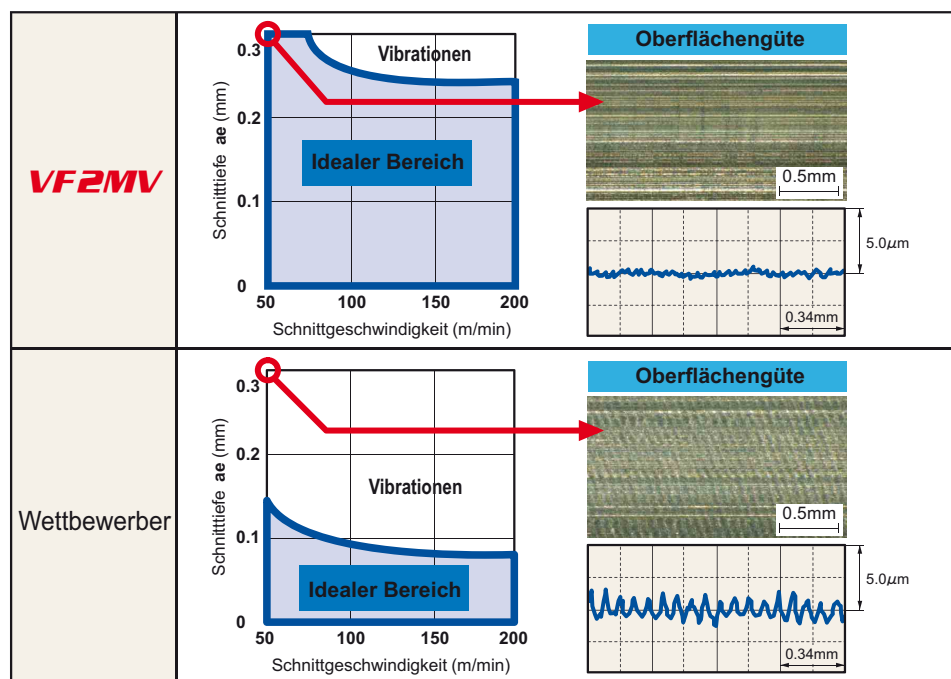 VF2MV
0.3
0.2
0.1
0
Schnitttiefe ae (mm)
Vibrationen
Idealer Bereich
50 100 150 200
Schnittgeschwindigkeit (m/min)
Oberflächengüte
0.5mm
5.0μm
0.34mm
Wettbewerber
0.3
0.2
0.1
0
Schnitttiefe ae (mm)
Vibrationen
Idealer Bereich
50 100 150 200
Schnittgeschwindigkeit (m/min)
Oberflächengüte
0.5mm
5.0μm
0.34mm